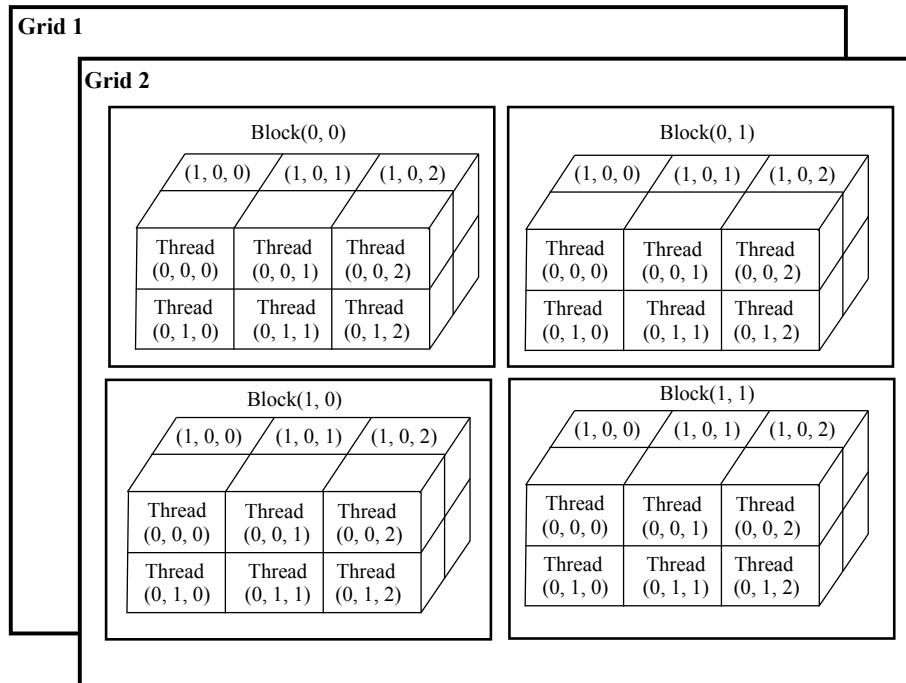 Grid 1
Grid 2
Block(0, 0)
(1, 0, 0) (1, 0, 1) (1, 0, 2)
Thread Thread Thread
(0, 0, 0) (0, 0, 1) (0, 0, 2)
Thread Thread Thread
(0, 1, 0) (0, 1, 1) (0, 1, 2)
Block(0, 1)
(1, 0, 0) (1, 0, 1) (1, 0, 2)
Thread Thread Thread
(0, 0, 0) (0, 0, 1) (0, 0, 2)
Thread Thread Thread
(0, 1, 0) (0, 1, 1) (0, 1, 2)
Block(1, 0)
(1, 0, 0) (1, 0, 1) (1, 0, 2)
Thread Thread Thread
(0, 0, 0) (0, 0, 1) (0, 0, 2)
Thread Thread Thread
(0, 1, 0) (0, 1, 1) (0, 1, 2)
Block(1, 1)
(1, 0, 0) (1, 0, 1) (1, 0, 2)
Thread Thread Thread
(0, 0, 0) (0, 0, 1) (0, 0, 2)
Thread Thread Thread
(0, 1, 0) (0, 1, 1) (0, 1, 2)